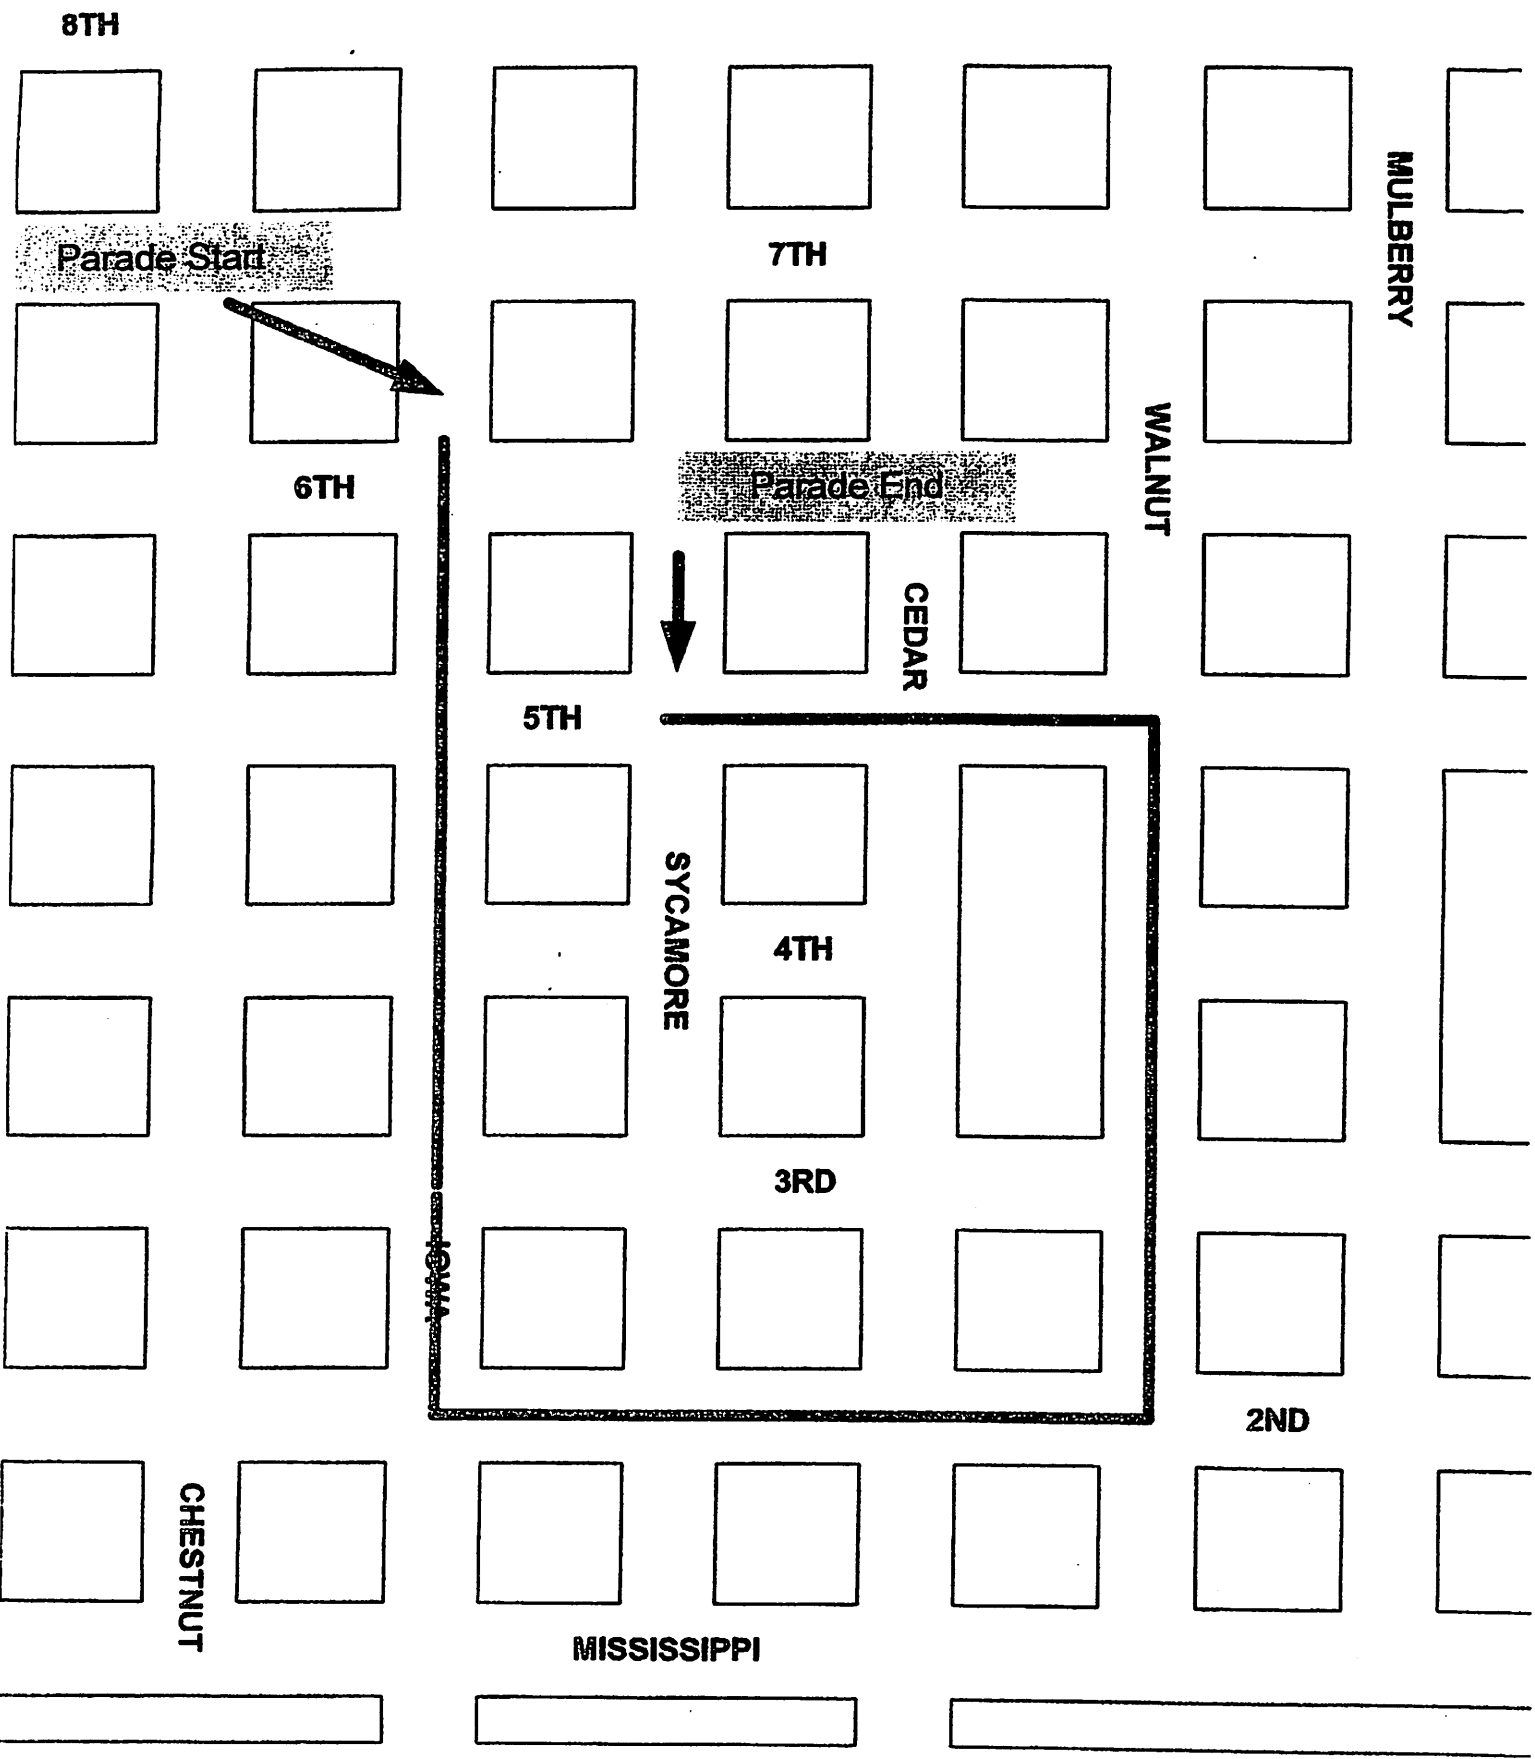 8TH
Parade Start
7TH
MULBERRY
WALNUT
6TH
Parade End
CEDAR
5TH
SYCAMORE
4TH
3RD
IOWA
2ND
CHESTNUT
MISSISSIPPI